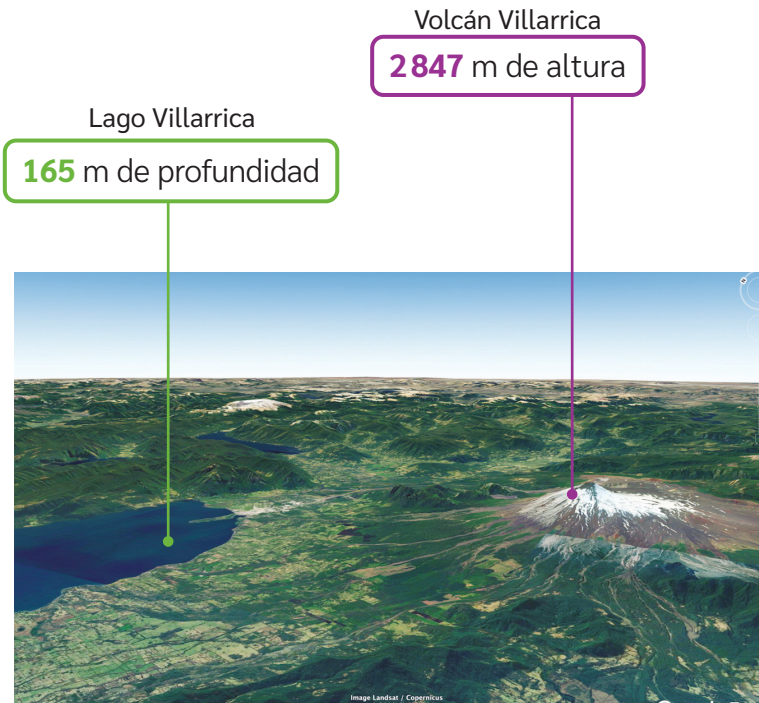 Volcán Villarrica
2 847 m de altura
Lago Villarrica
165 m de profundidad
Image Landsat / Copernicus